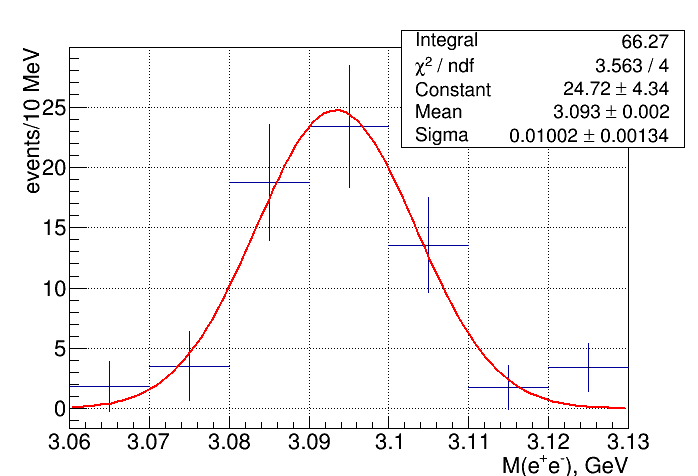 Integral 66.27
χ² / ndf 3.563 / 4
Constant 24.72 ± 4.34
Mean 3.093 ± 0.002
Sigma 0.01002 ± 0.00134
events/10 MeV
25
20
15
10
5
0
3.06 3.07 3.08 3.09 3.1 3.11 3.12 3.13
M(e⁺e⁻), GeV